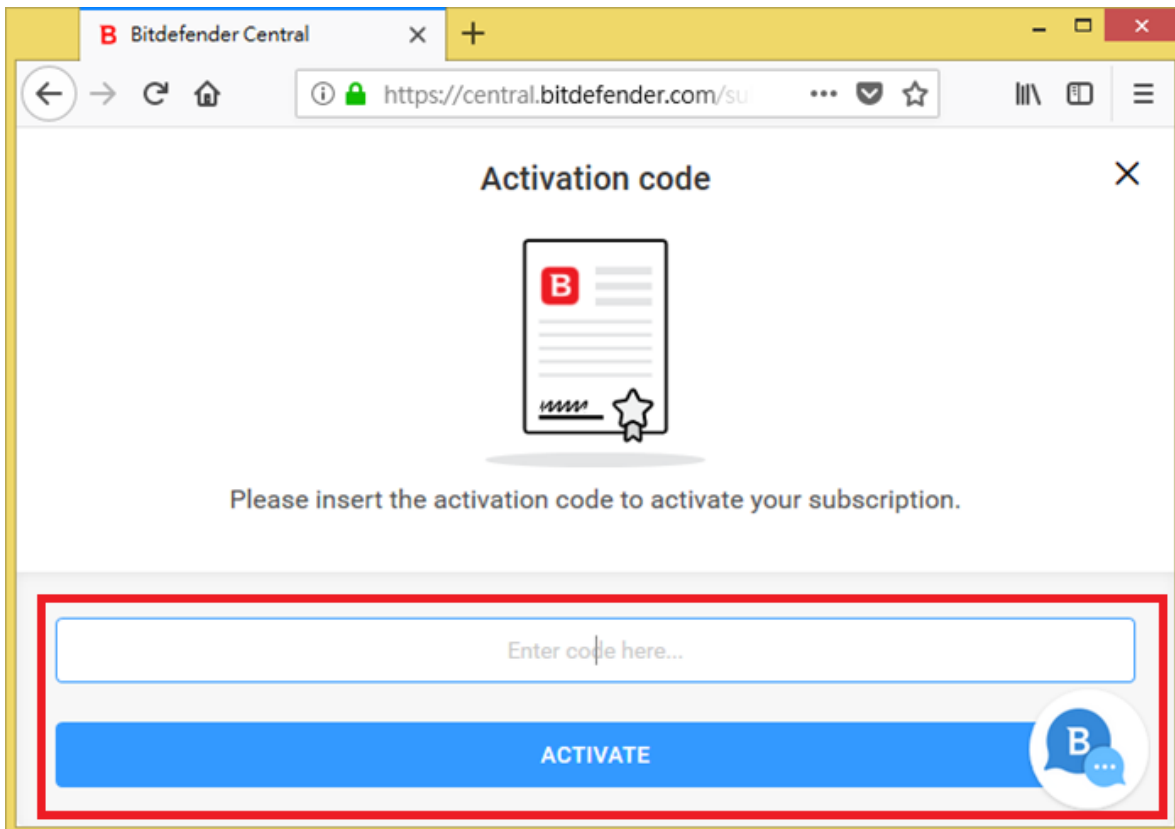 B Bitdefender Central
https://central.bitdefender.com/su
Activation code
B
Please insert the activation code to activate your subscription.
Enter code here...
ACTIVATE
B